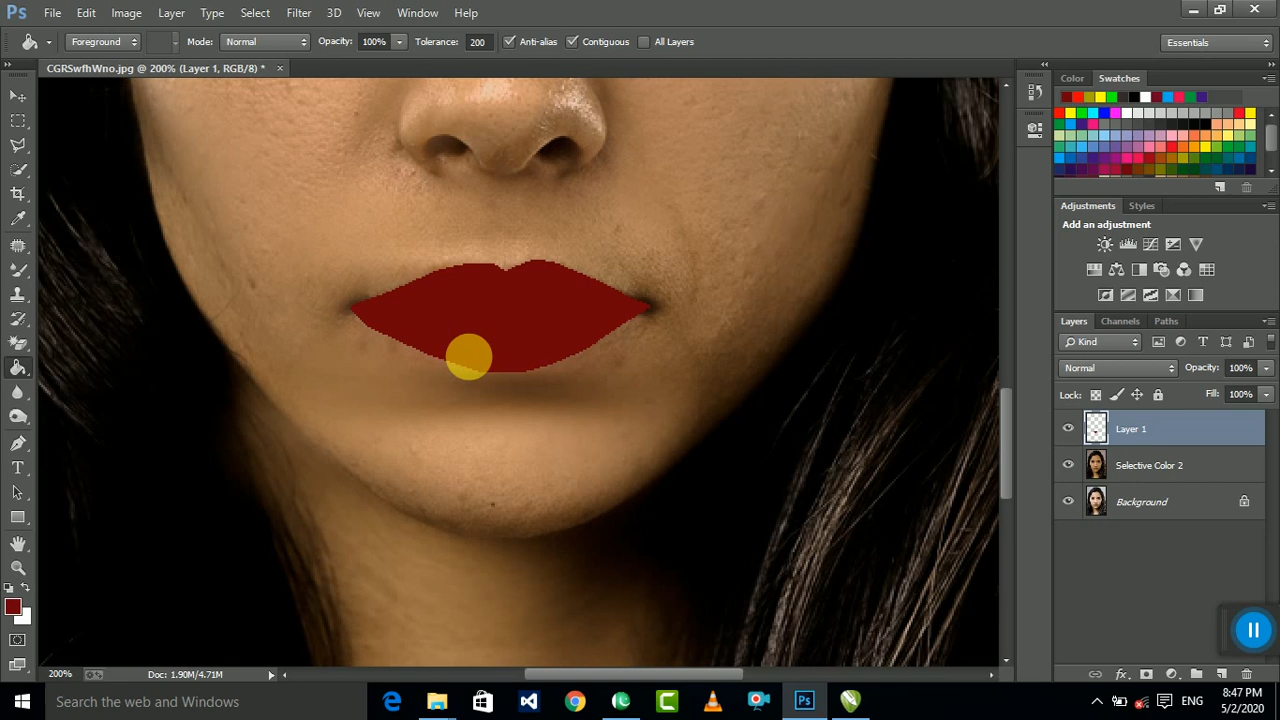 Ps File Edit Image Layer Type Select Filter 3D View Window Help
Foreground Mode: Normal Opacity: 100% Tolerance: 200 Anti-alias Contiguous All Layers Essentials
CGRSwfhWno.jpg @ 200% (Layer 1, RGB/8) *
Color Swatches
Adjustments Styles
Add an adjustment
Layers Channels Paths
Kind
Normal Opacity: 100%
Lock: Fill: 100%
Layer 1
Selective Color 2
Background
200% Doc: 1.90M/4.71M
Search the web and Windows
Ps
ENG
8:47 PM
5/2/2020